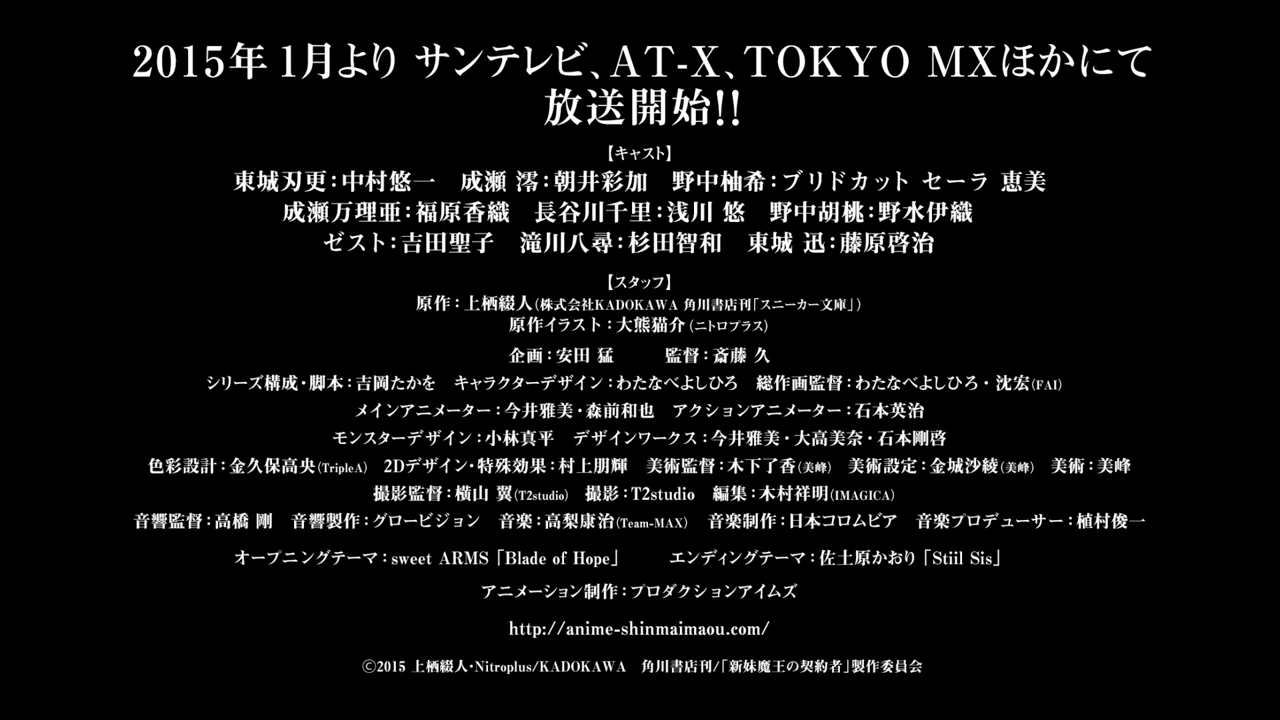 2015年 1月より サンテレビ、AT-X、TOKYO MXほかにて
放送開始!!
【キャスト】
東城刃更：中村悠一　成瀬 澪：朝井彩加　野中柚希：ブリドカット セーラ 恵美
成瀬万理亜：福原香織　長谷川千里：浅川 悠　野中胡桃：野水伊織
ゼスト：吉田聖子　滝川八尋：杉田智和　東城 迅：藤原啓治
【スタッフ】
原作：上栖綴人（株式会社KADOKAWA 角川書店刊「スニーカー文庫」）
原作イラスト：大熊猫介（ニトロプラス）
企画：安田 猛　　監督：斎藤 久
シリーズ構成・脚本：吉岡たかを　キャラクターデザイン：わたなべよしひろ　総作画監督：わたなべよしひろ・沈宏（FAI）
メインアニメーター：今井雅美・森前和也　アクションアニメーター：石本英治
モンスターデザイン：小林真平　デザインワークス：今井雅美・大高美奈・石本剛啓
色彩設計：金久保高央（TripleA）　2Dデザイン・特殊効果：村上朋輝　美術監督：木下了香（美峰）　美術設定：金城沙綾（美峰）　美術：美峰
撮影監督：横山 翼（T2studio）　撮影：T2studio　編集：木村祥明（IMAGICA）
音響監督：高橋 剛　音響製作：グロービジョン　音楽：高梨康治（Team-MAX）　音楽制作：日本コロムビア　音楽プロデューサー：植村俊一
オープニングテーマ：sweet ARMS「Blade of Hope」　　エンディングテーマ：佐土原かおり「Stiil Sis」
アニメーション制作：プロダクションアイムズ
http://anime-shinmaimaou.com/
©2015 上栖綴人・Nitroplus/KADOKAWA　角川書店刊/「新妹魔王の契約者」製作委員会